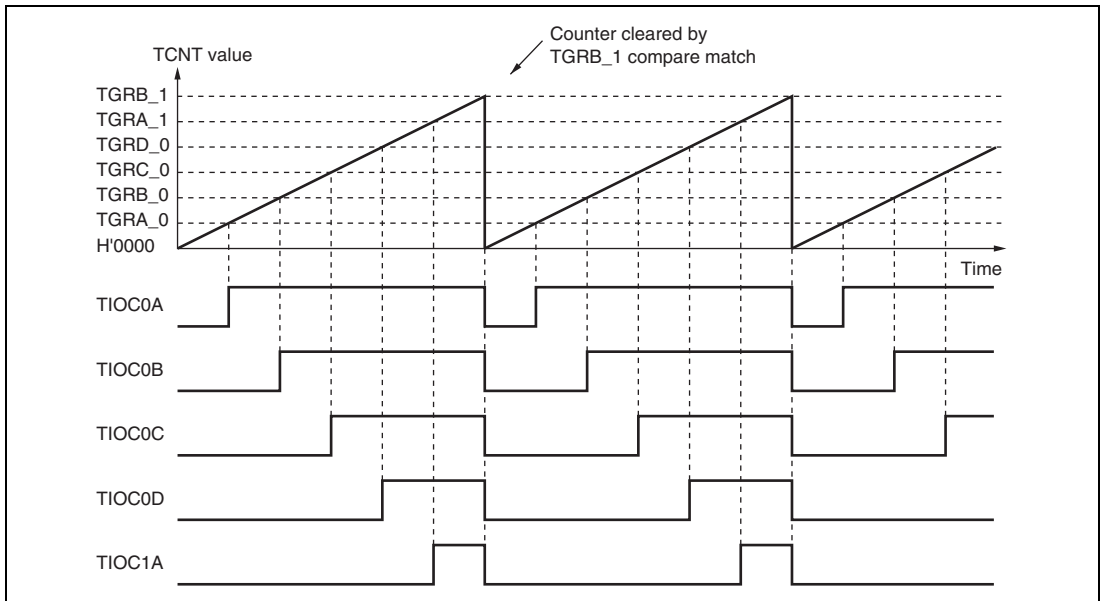 Counter cleared by
TGRB_1 compare match
TCNT value
TGRB_1
TGRA_1
TGRD_0
TGRC_0
TGRB_0
TGRA_0
H'0000
Time
TIOC0A
TIOC0B
TIOC0C
TIOC0D
TIOC1A